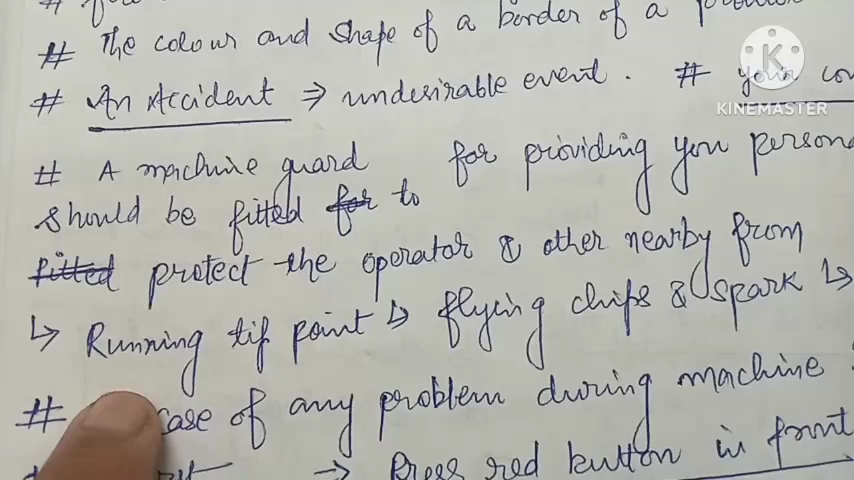 # The colour and shape of a border of a
# An Accident ⇒ undesirable event. # your con
# A machine guard for providing you person
should be fitted for to
fitted protect the operator & other nearby from
↳ Running tip point ↳ flying chips & spark ↳
# case of any problem during machine
→ Press red button in front
K
KINEMASTER